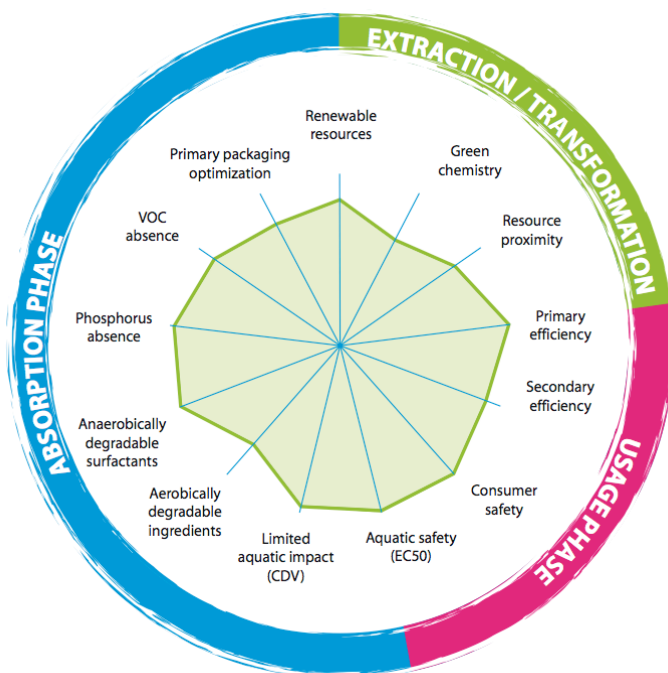 EXTRACTION / TRANSFORMATION
USAGE PHASE
ABSORPTION PHASE
Renewable
resources
Green
chemistry
Resource
proximity
Primary
efficiency
Secondary
efficiency
Consumer
safety
Aquatic safety
(EC50)
Limited
aquatic impact
(CDV)
Aerobically
degradable
ingredients
Anaerobically
degradable
surfactants
Phosphorus
absence
VOC
absence
Primary packaging
optimization